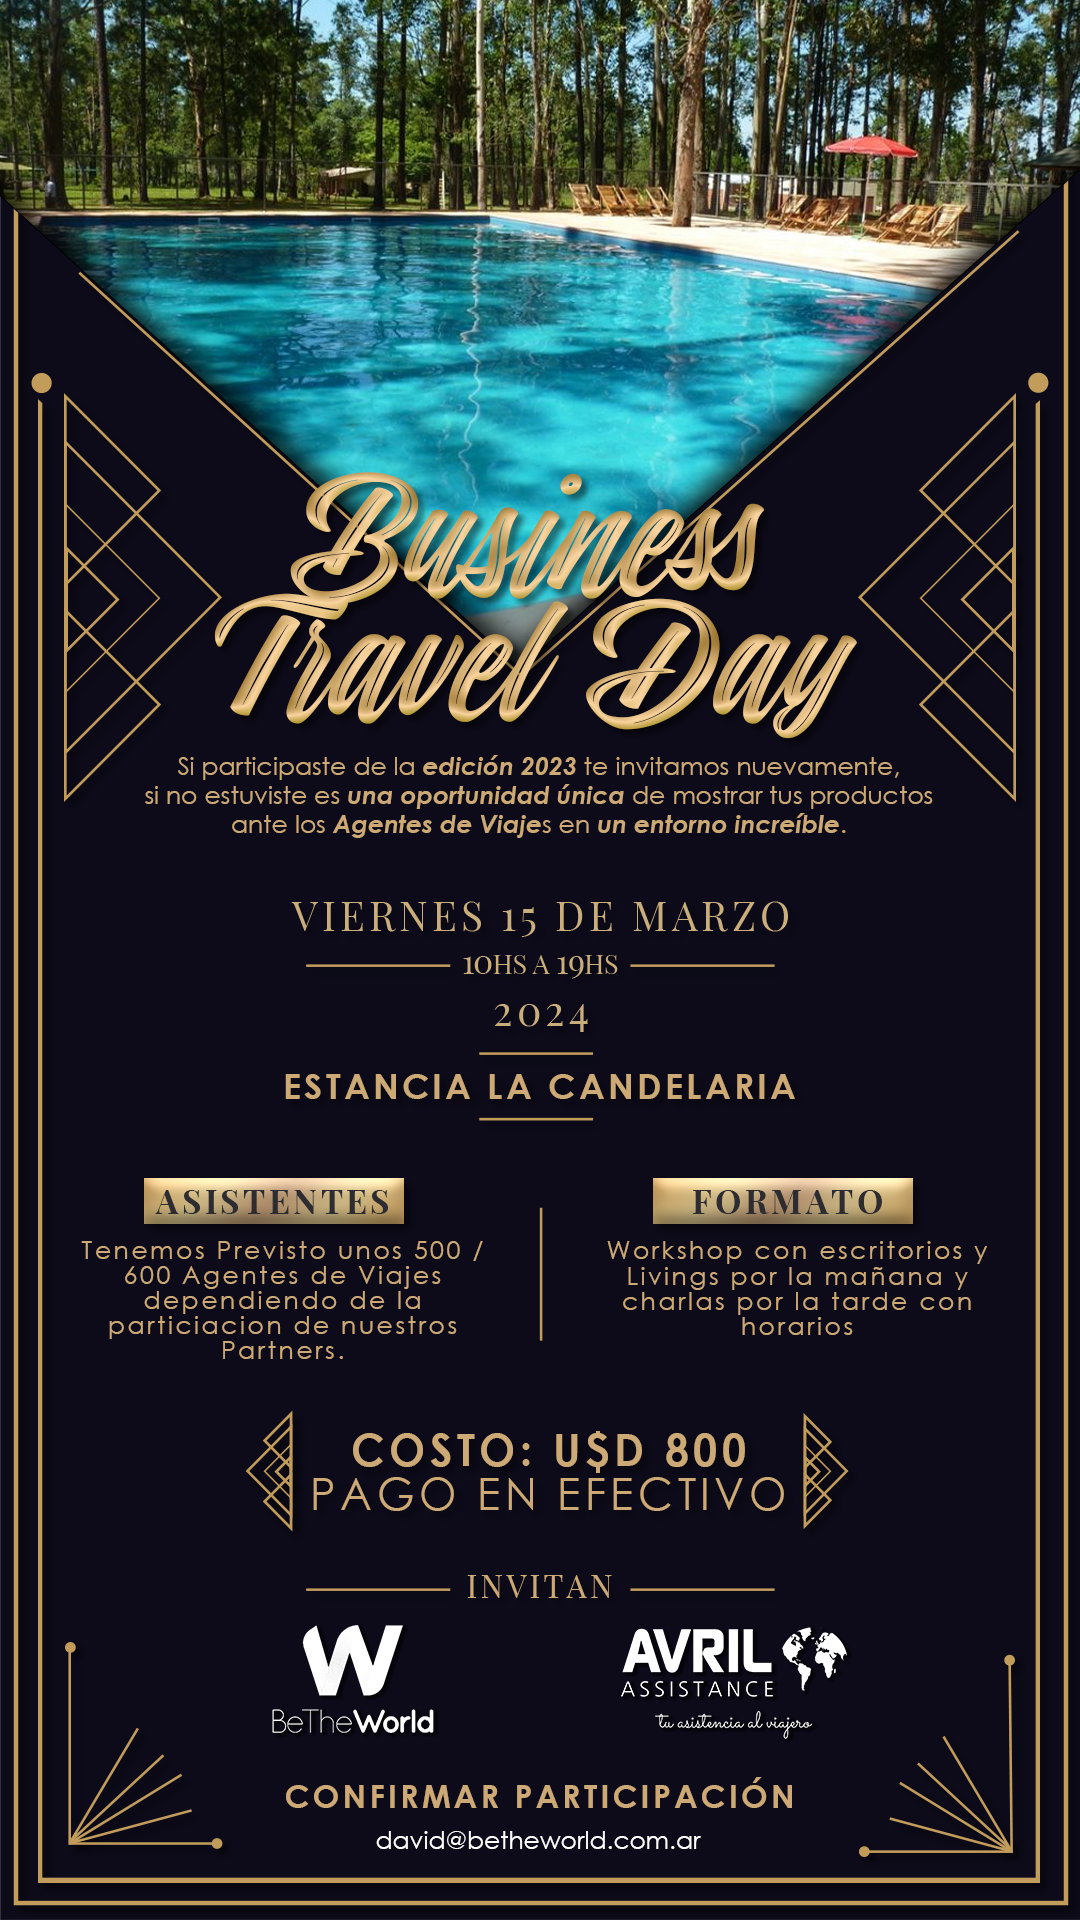 Business
Travel Day
Si participaste de la edición 2023 te invitamos nuevamente,
si no estuviste es una oportunidad única de mostrar tus productos
ante los Agentes de Viajes en un entorno increíble.
VIERNES 15 DE MARZO
10HS A 19HS
2024
ESTANCIA LA CANDELARIA
ASISTENTES
Tenemos Previsto unos 500 /
600 Agentes de Viajes
dependiendo de la
particiacion de nuestros
Partners.
FORMATO
Workshop con escritorios y
Livings por la mañana y
charlas por la tarde con
horarios
COSTO: U$D 800
PAGO EN EFECTIVO
INVITAN
W
BeTheWorld
AVRIL
ASSISTANCE
tu asistencia al viajero
CONFIRMAR PARTICIPACIÓN
david@betheworld.com.ar